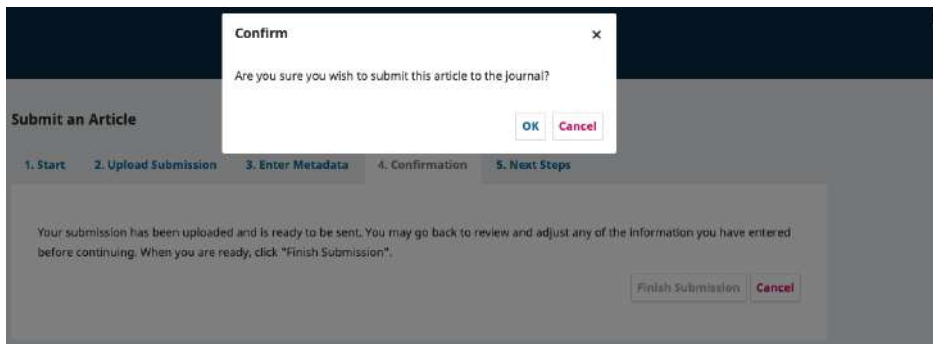 Confirm
×
Are you sure you wish to submit this article to the journal?
OK Cancel
Submit an Article
1. Start 2. Upload Submission 3. Enter Metadata 4. Confirmation 5. Next Steps
Your submission has been uploaded and is ready to be sent. You may go back to review and adjust any of the information you have entered
before continuing. When you are ready, click "Finish Submission".
Finish Submission Cancel